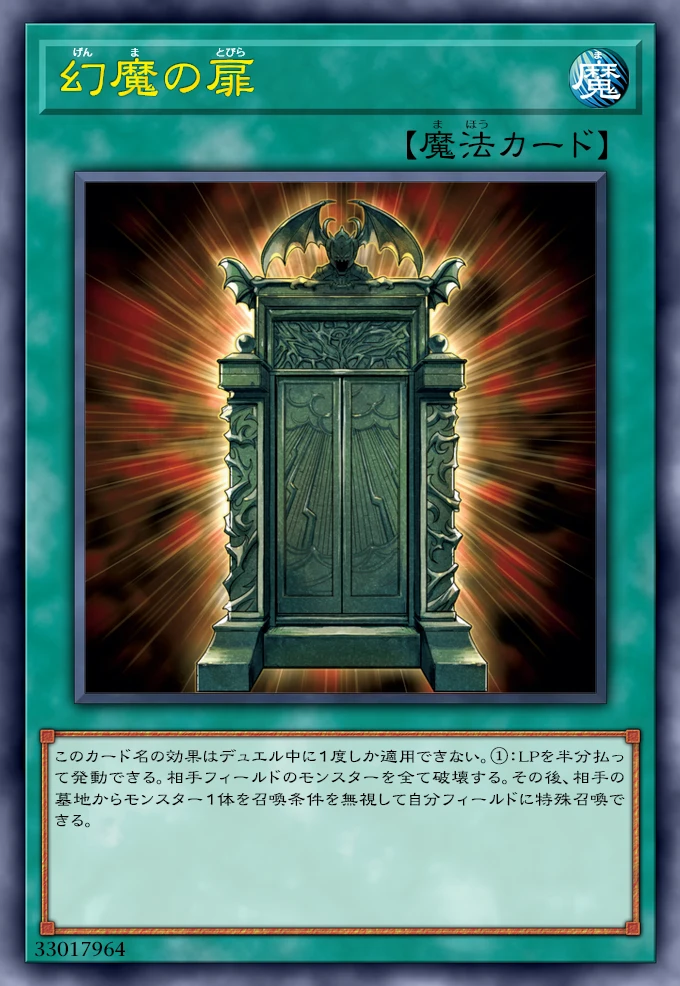 げん ま とびら
幻魔の扉
ま
魔
ま ほう
【魔法カード】
このカード名の効果はデュエル中に1度しか適用できない。①:LPを半分払っ
て発動できる。相手フィールドのモンスターを全て破壊する。その後、相手の
墓地からモンスター1体を召喚条件を無視して自分フィールドに特殊召喚で
きる。
33017964